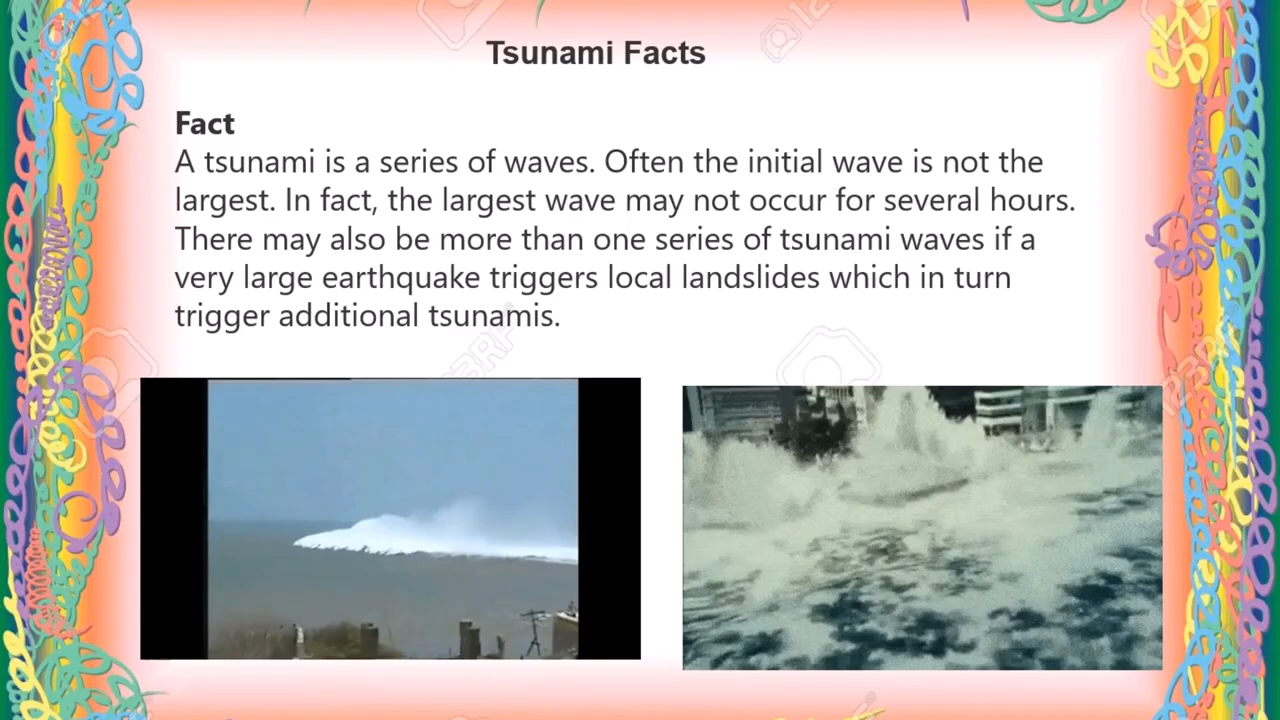 Tsunami Facts
Fact
A tsunami is a series of waves. Often the initial wave is not the
largest. In fact, the largest wave may not occur for several hours.
There may also be more than one series of tsunami waves if a
very large earthquake triggers local landslides which in turn
trigger additional tsunamis.